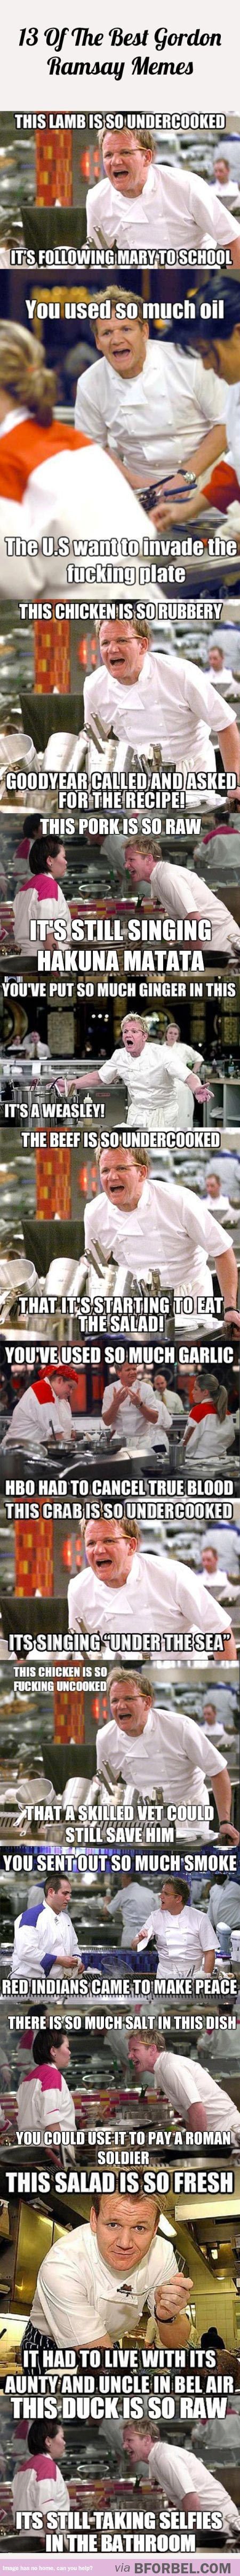 13 Of The Best Gordon
Ramsay Memes
THIS LAMB IS SO UNDERCOOKED
IT'S FOLLOWING MARY TO SCHOOL
You used so much oil
The U.S want to invade the
fucking plate
THIS CHICKEN IS SO RUBBERY
GOODYEAR CALLED AND ASKED
FOR THE RECIPE!
THIS PORK IS SO RAW
IT'S STILL SINGING
HAKUNA MATATA
YOU'VE PUT SO MUCH GINGER IN THIS
IT'S A WEASLEY!
THE BEEF IS SO UNDERCOOKED
THAT IT'S STARTING TO EAT
THE SALAD!
YOU'VE USED SO MUCH GARLIC
HBO HAD TO CANCEL TRUE BLOOD
THIS CRAB IS SO UNDERCOOKED
ITS SINGING "UNDER THE SEA"
THIS CHICKEN IS SO
FUCKING UNCOOKED
THAT A SKILLED VET COULD
STILL SAVE HIM
YOU SENT OUT SO MUCH SMOKE
RED INDIANS CAME TO MAKE PEACE
THERE IS SO MUCH SALT IN THIS DISH
YOU COULD USE IT TO PAY A ROMAN
SOLDIER
THIS SALAD IS SO FRESH
IT HAD TO LIVE WITH ITS
AUNTY AND UNCLE IN BEL AIR
THIS DUCK IS SO RAW
ITS STILL TAKING SELFIES
IN THE BATHROOM
Image has no home, can you help?
via BFORBEL.COM